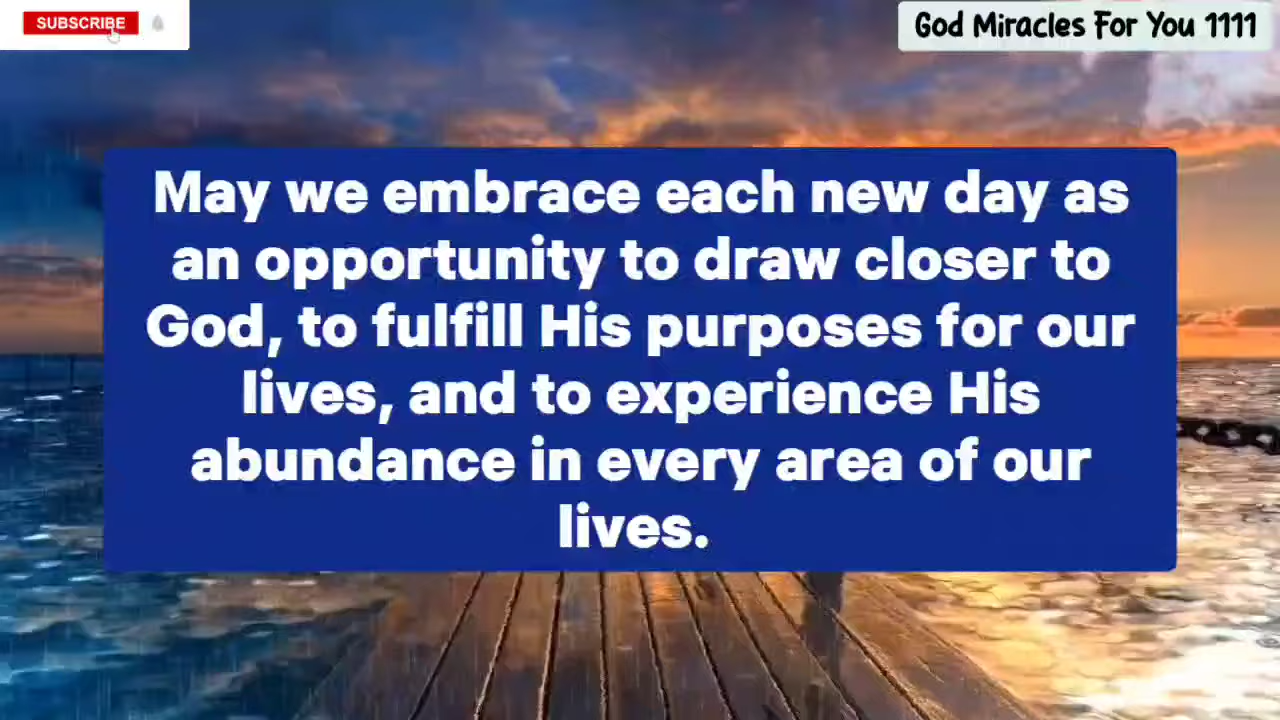 SUBSCRIBE
God Miracles For You 1111
May we embrace each new day as
an opportunity to draw closer to
God, to fulfill His purposes for our
lives, and to experience His
abundance in every area of our
lives.